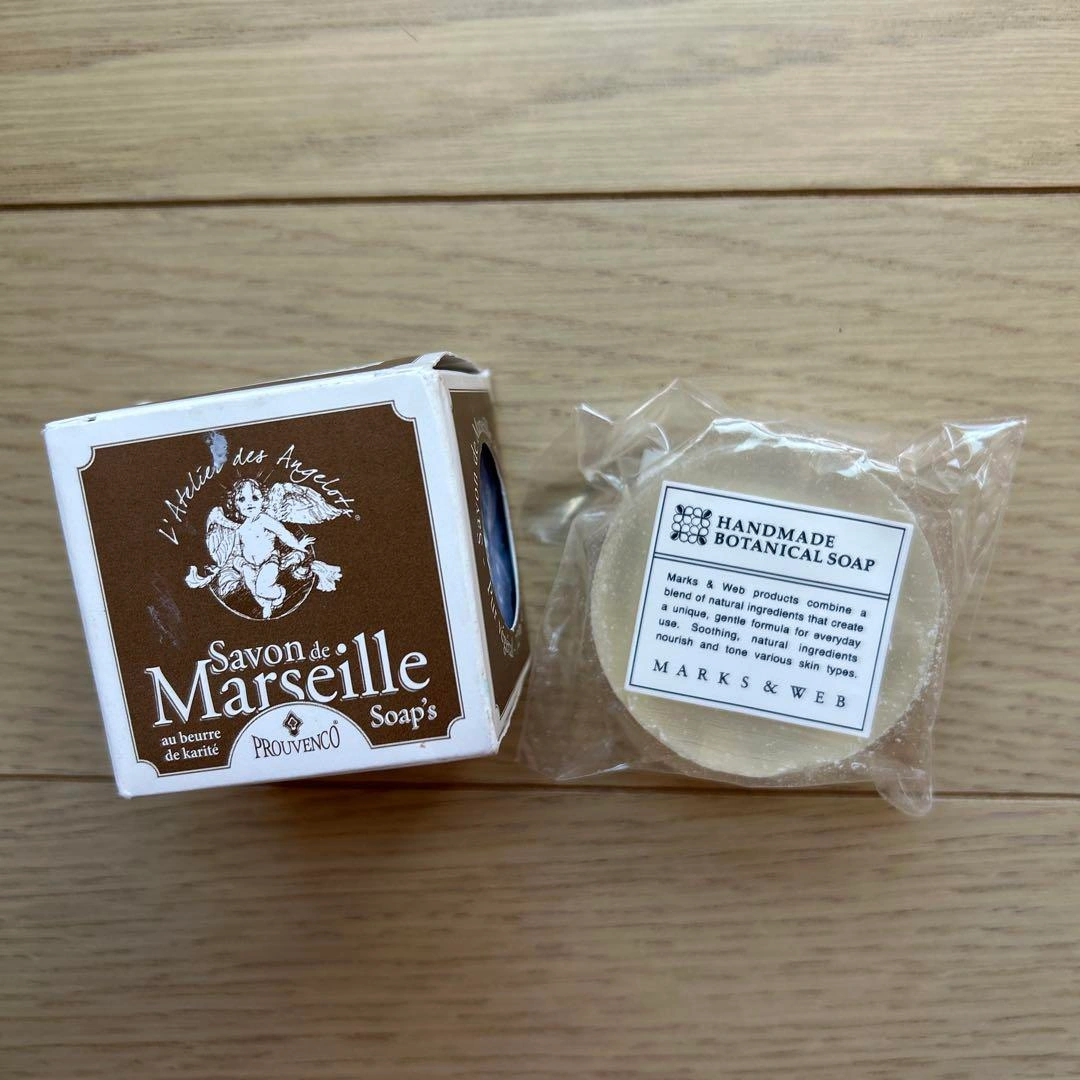 L'Atelier des Angelots®
Savon de
Marseille
Soap's
au beurre
de karité
PROUVENCO®
HANDMADE
BOTANICAL SOAP
Marks & Web products combine a
blend of natural ingredients that create
a unique, gentle formula for everyday
use. Soothing, natural ingredients
nourish and tone various skin types.
MARKS & WEB